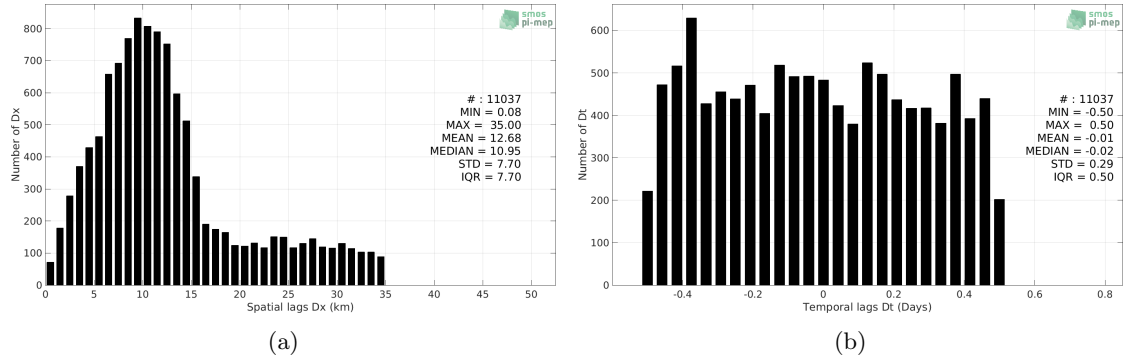 smos
pi-mep
800
700
600
500
400
300
200
100
0
Number of Dx
# : 11037
MIN = 0.08
MAX = 35.00
MEAN = 12.68
MEDIAN = 10.95
STD = 7.70
IQR = 7.70
0 5 10 15 20 25 30 35 40 45 50
Spatial lags Dx (km)
(a)
smos
pi-mep
600
500
400
300
200
100
0
Number of Dt
# : 11037
MIN = -0.50
MAX = 0.50
MEAN = -0.01
MEDIAN = -0.02
STD = 0.29
IQR = 0.50
-0.4 -0.2 0 0.2 0.4 0.6 0.8
Temporal lags Dt (Days)
(b)